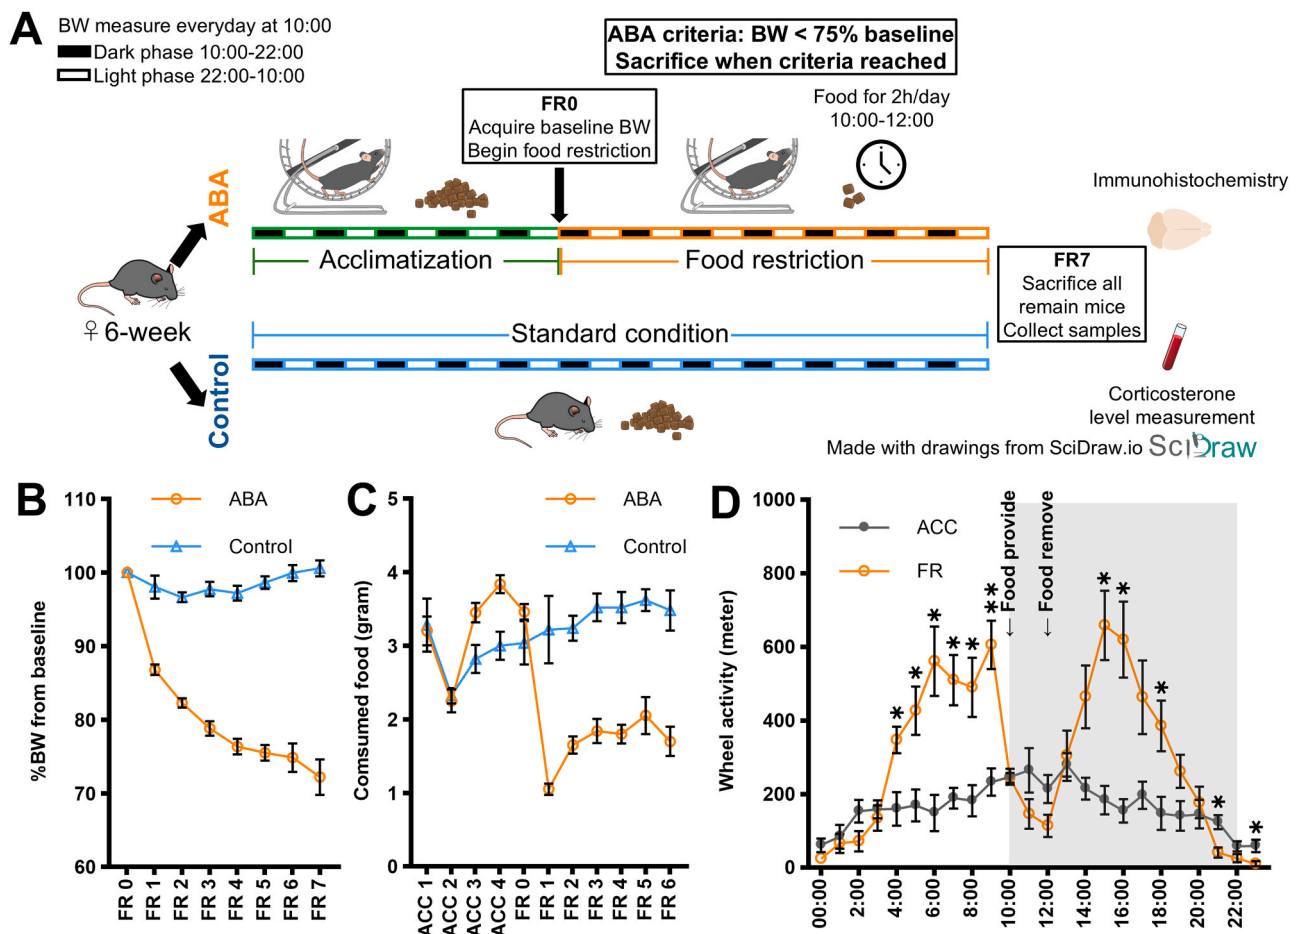 A
BW measure everyday at 10:00
Dark phase 10:00-22:00
Light phase 22:00-10:00
ABA criteria: BW < 75% baseline
Sacrifice when criteria reached
FR0
Acquire baseline BW
Begin food restriction
Food for 2h/day
10:00-12:00
ABA
Immunohistochemistry
Acclimatization
Food restriction
FR7
Sacrifice all
remain mice
Collect samples
♀6-week
Standard condition
Control
Corticosterone
level measurement
Made with drawings from SciDraw.io SciDraw
B
%BW from baseline
110
100
90
80
70
60
ABA
Control
FR 0
FR 1
FR 2
FR 3
FR 4
FR 5
FR 6
FR 7
C
Comsumed food (gram)
5
4
3
2
1
0
ABA
Control
ACC 1
ACC 2
ACC 3
ACC 4
FR 0
FR 1
FR 2
FR 3
FR 4
FR 5
FR 6
D
Wheel activity (meter)
1000
800
600
400
200
0
ACC
FR
Food provide
Food remove
*
*
*
*
*
**
*
*
*
*
*
00:00
2:00
4:00
6:00
8:00
10:00
12:00
14:00
16:00
18:00
20:00
22:00